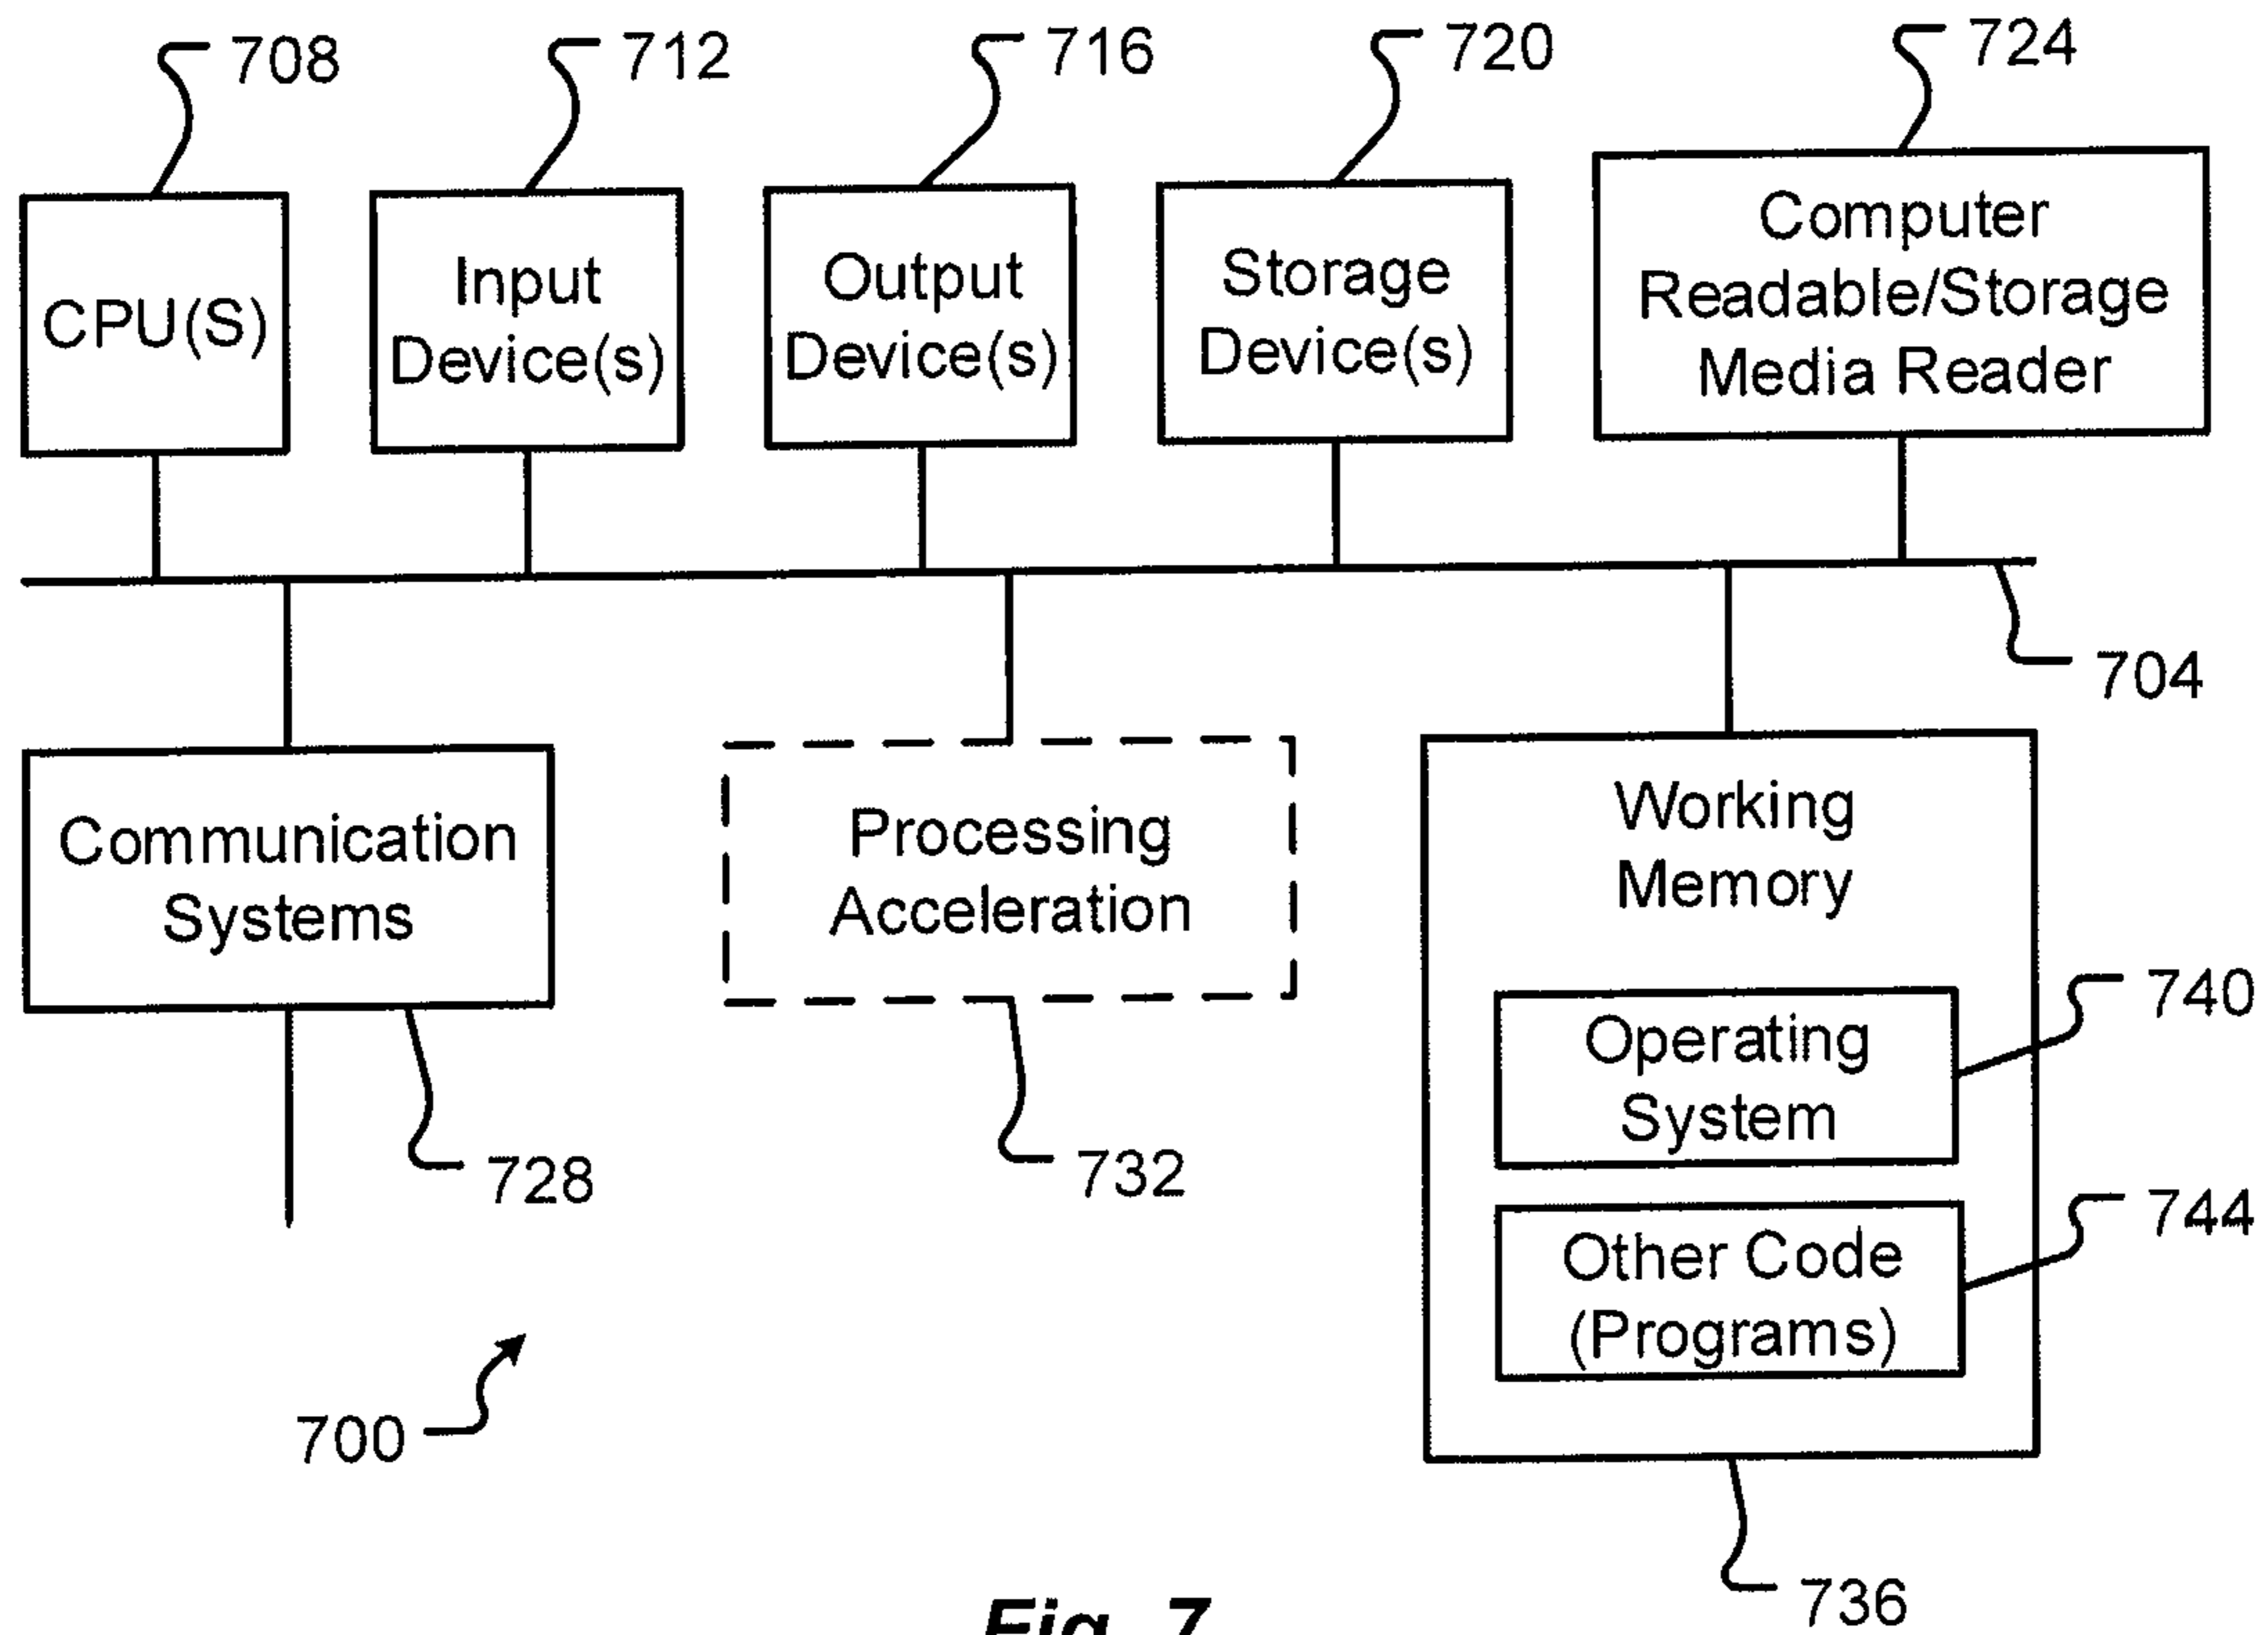 708
712
716
720
724
CPU(S)
Input
Device(s)
Output
Device(s)
Storage
Device(s)
Computer
Readable/Storage
Media Reader
704
Communication
Systems
728
Processing
Acceleration
732
Working
Memory
Operating
System
740
Other Code
(Programs)
744
700
736
Fig. 7